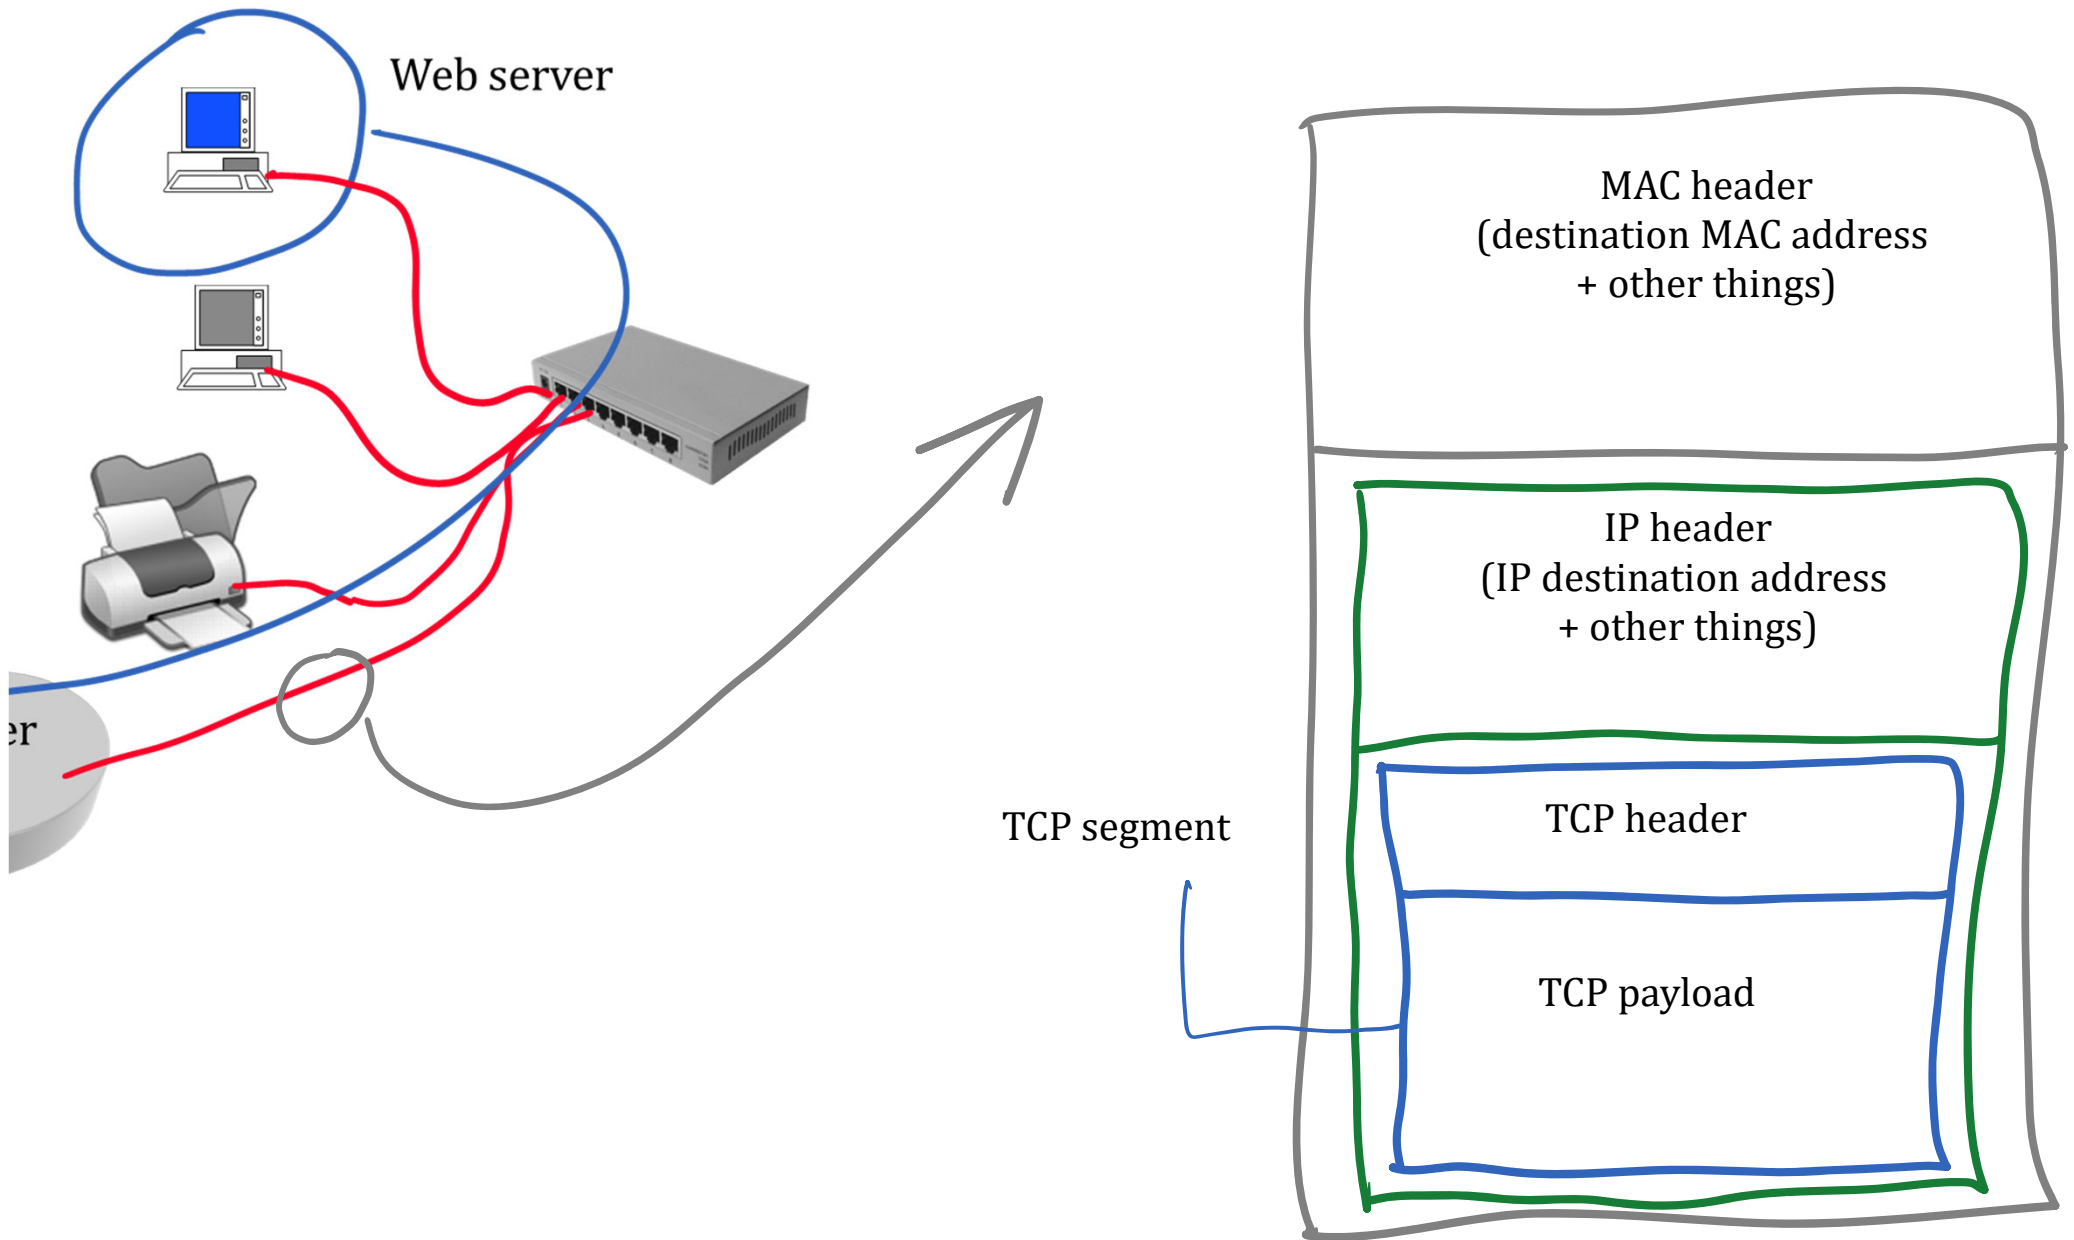 Web server
MAC header
(destination MAC address
+ other things)
IP header
(IP destination address
+ other things)
er
TCP segment
TCP header
TCP payload